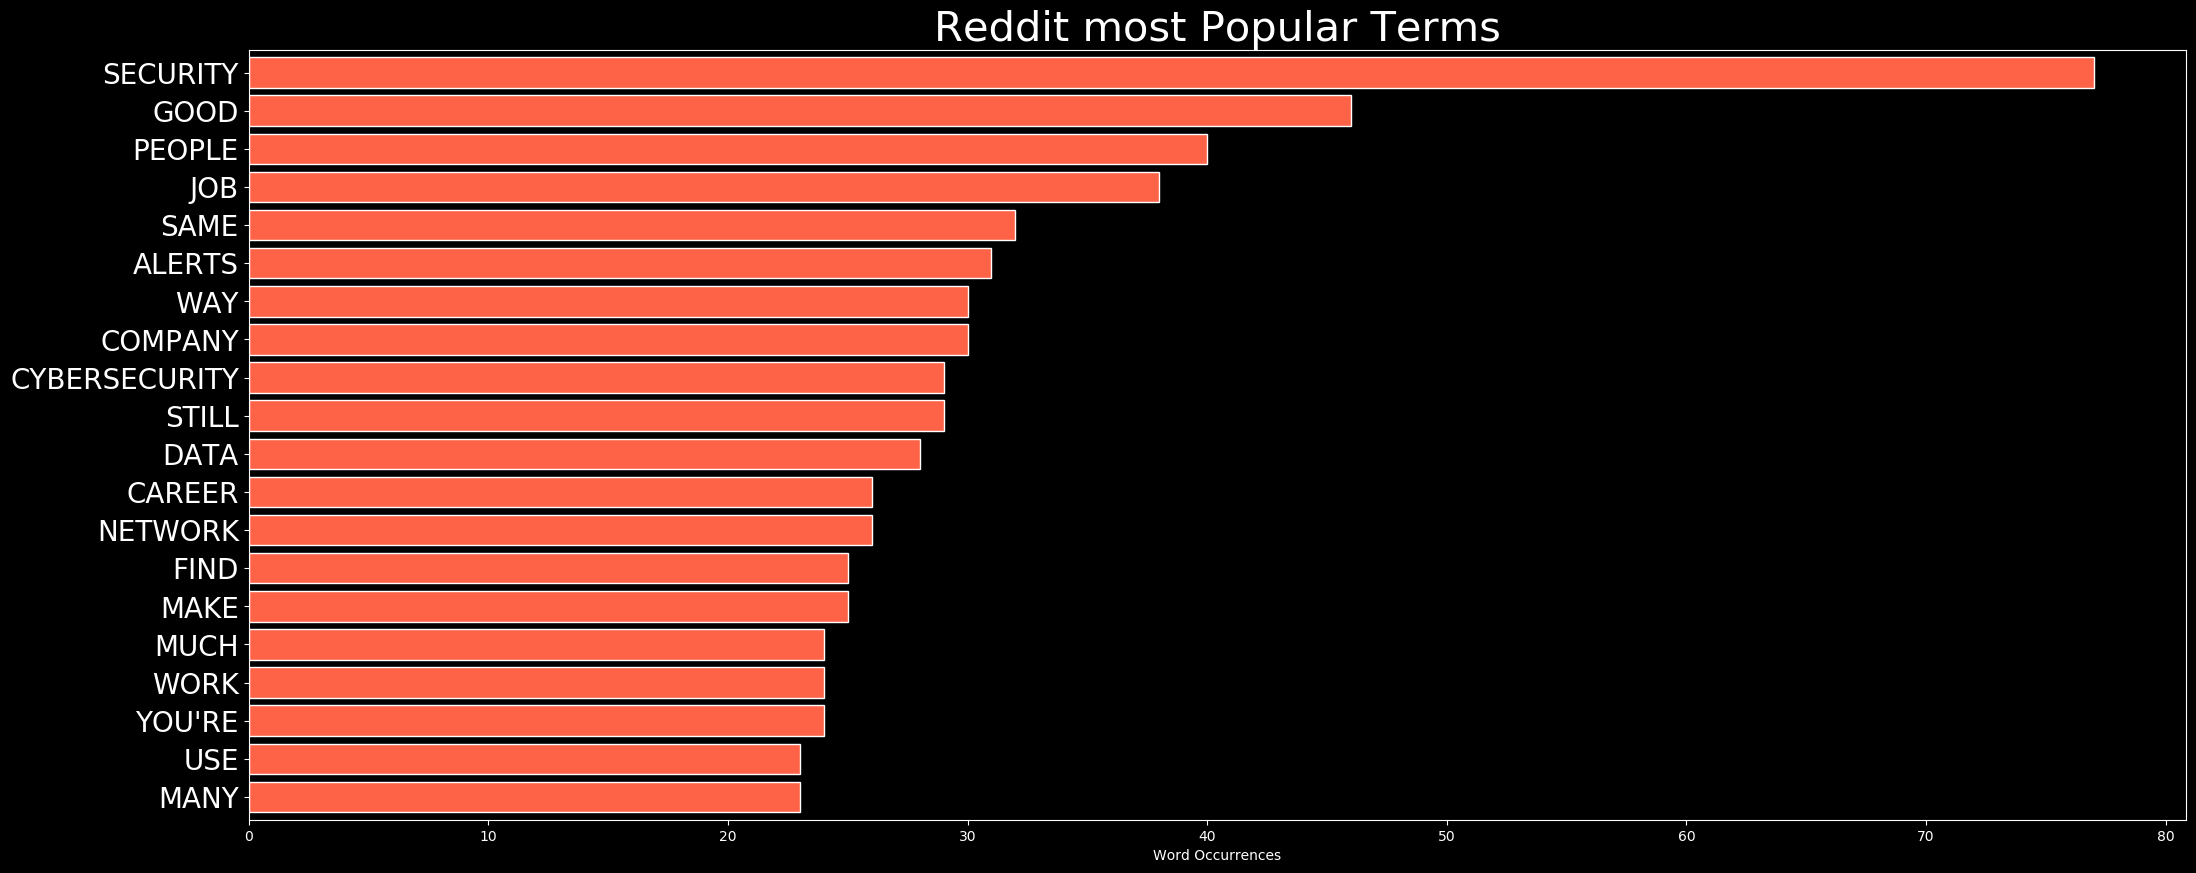 Reddit most Popular Terms
SECURITY
GOOD
PEOPLE
JOB
SAME
ALERTS
WAY
COMPANY
CYBERSECURITY
STILL
DATA
CAREER
NETWORK
FIND
MAKE
MUCH
WORK
YOU'RE
USE
MANY
0 10 20 30 40 50 60 70 80
Word Occurrences